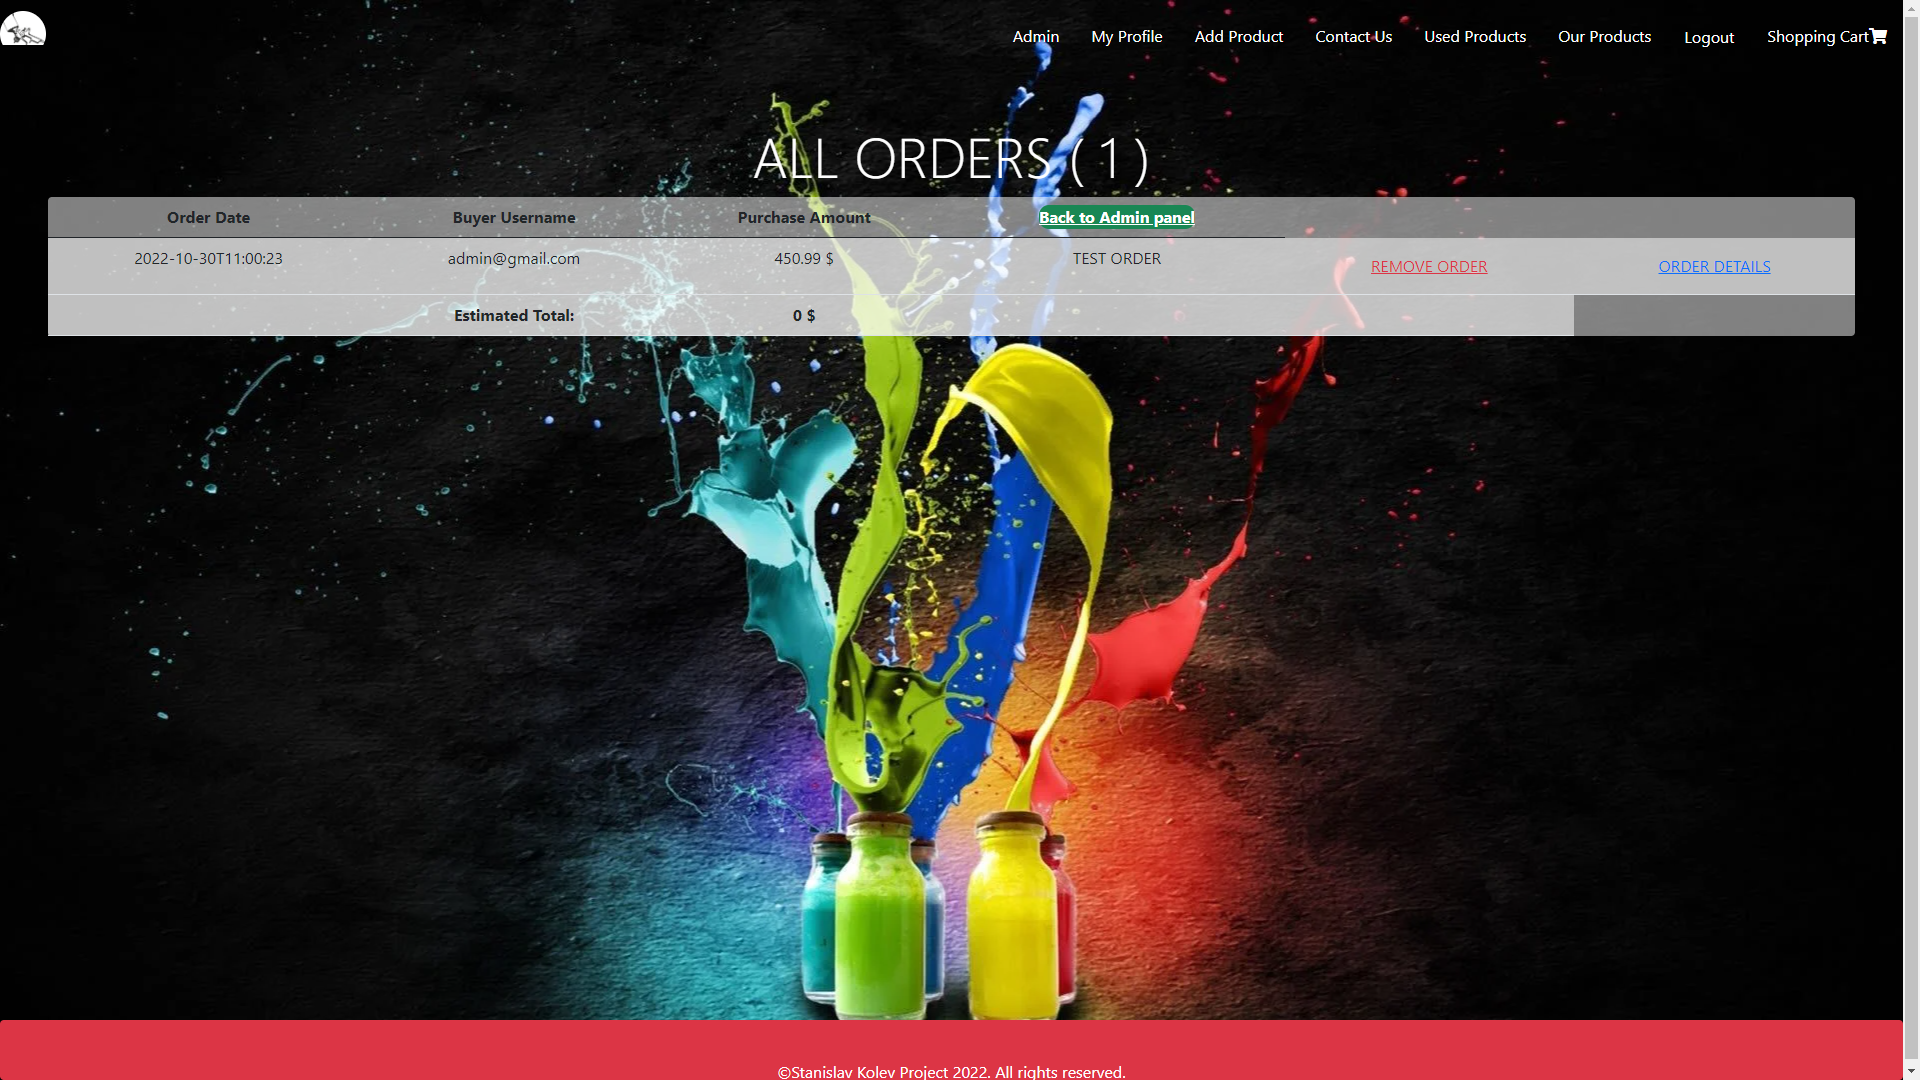 Admin My Profile Add Product Contact Us Used Products Our Products Logout Shopping Cart
ALL ORDERS ( 1 )
Order Date Buyer Username Purchase Amount Back to Admin panel
2022-10-30T11:00:23 admin@gmail.com 450.99 $ TEST ORDER REMOVE ORDER ORDER DETAILS
Estimated Total: 0 $
©Stanislav Kolev Project 2022. All rights reserved.